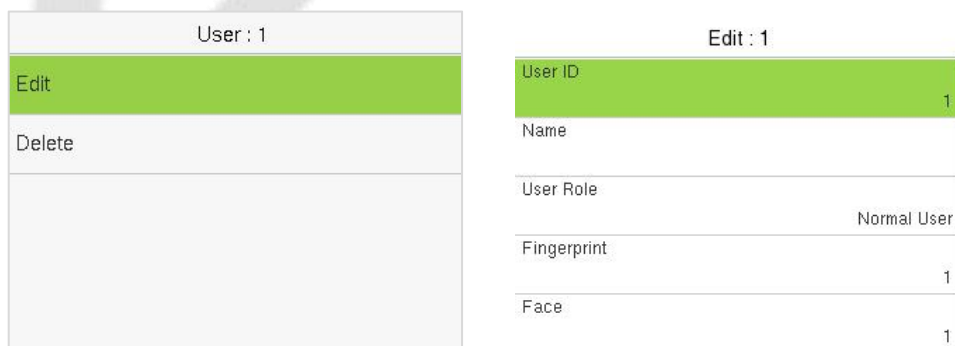 User : 1
Edit
Delete
Edit : 1
User ID
1
Name
User Role
Normal User
Fingerprint
1
Face
1